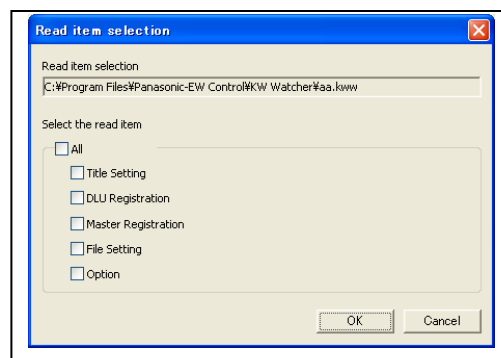 Read item selection
Read item selection
C:¥Program Files¥Panasonic-EW Control¥KW Watcher¥aa.kww
Select the read item
All
Title Setting
DLU Registration
Master Registration
File Setting
Option
OK Cancel